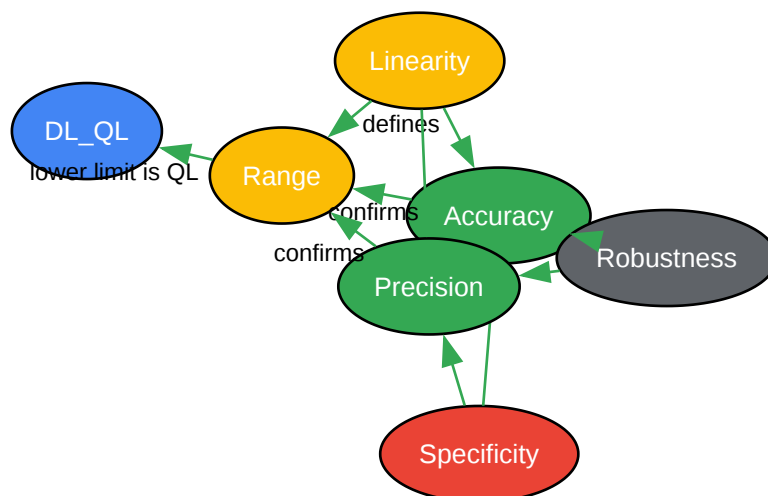 Linearity
defines
DL_QL
lower limit is QL
Range
confirms
Accuracy
confirms
Precision
Robustness
Specificity